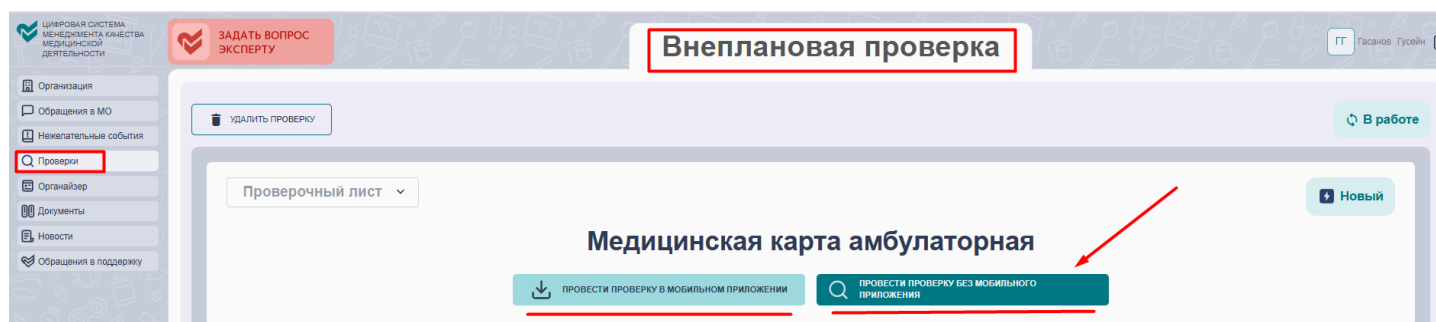 ЦИФРОВАЯ СИСТЕМА
МЕНЕДЖМЕНТА КАЧЕСТВА
МЕДИЦИНСКОЙ
ДЕЯТЕЛЬНОСТИ
ЗАДАТЬ ВОПРОС
ЭКСПЕРТУ
Внеплановая проверка
ГГ Гасанов Гусейн
Организация
Обращения в МО
Нежелательные события
Проверки
Органайзер
Документы
Новости
Обращения в поддержку
УДАЛИТЬ ПРОВЕРКУ
В работе
Проверочный лист
Новый
Медицинская карта амбулаторная
ПРОВЕСТИ ПРОВЕРКУ В МОБИЛЬНОМ ПРИЛОЖЕНИИ
ПРОВЕСТИ ПРОВЕРКУ БЕЗ МОБИЛЬНОГО
ПРИЛОЖЕНИЯ